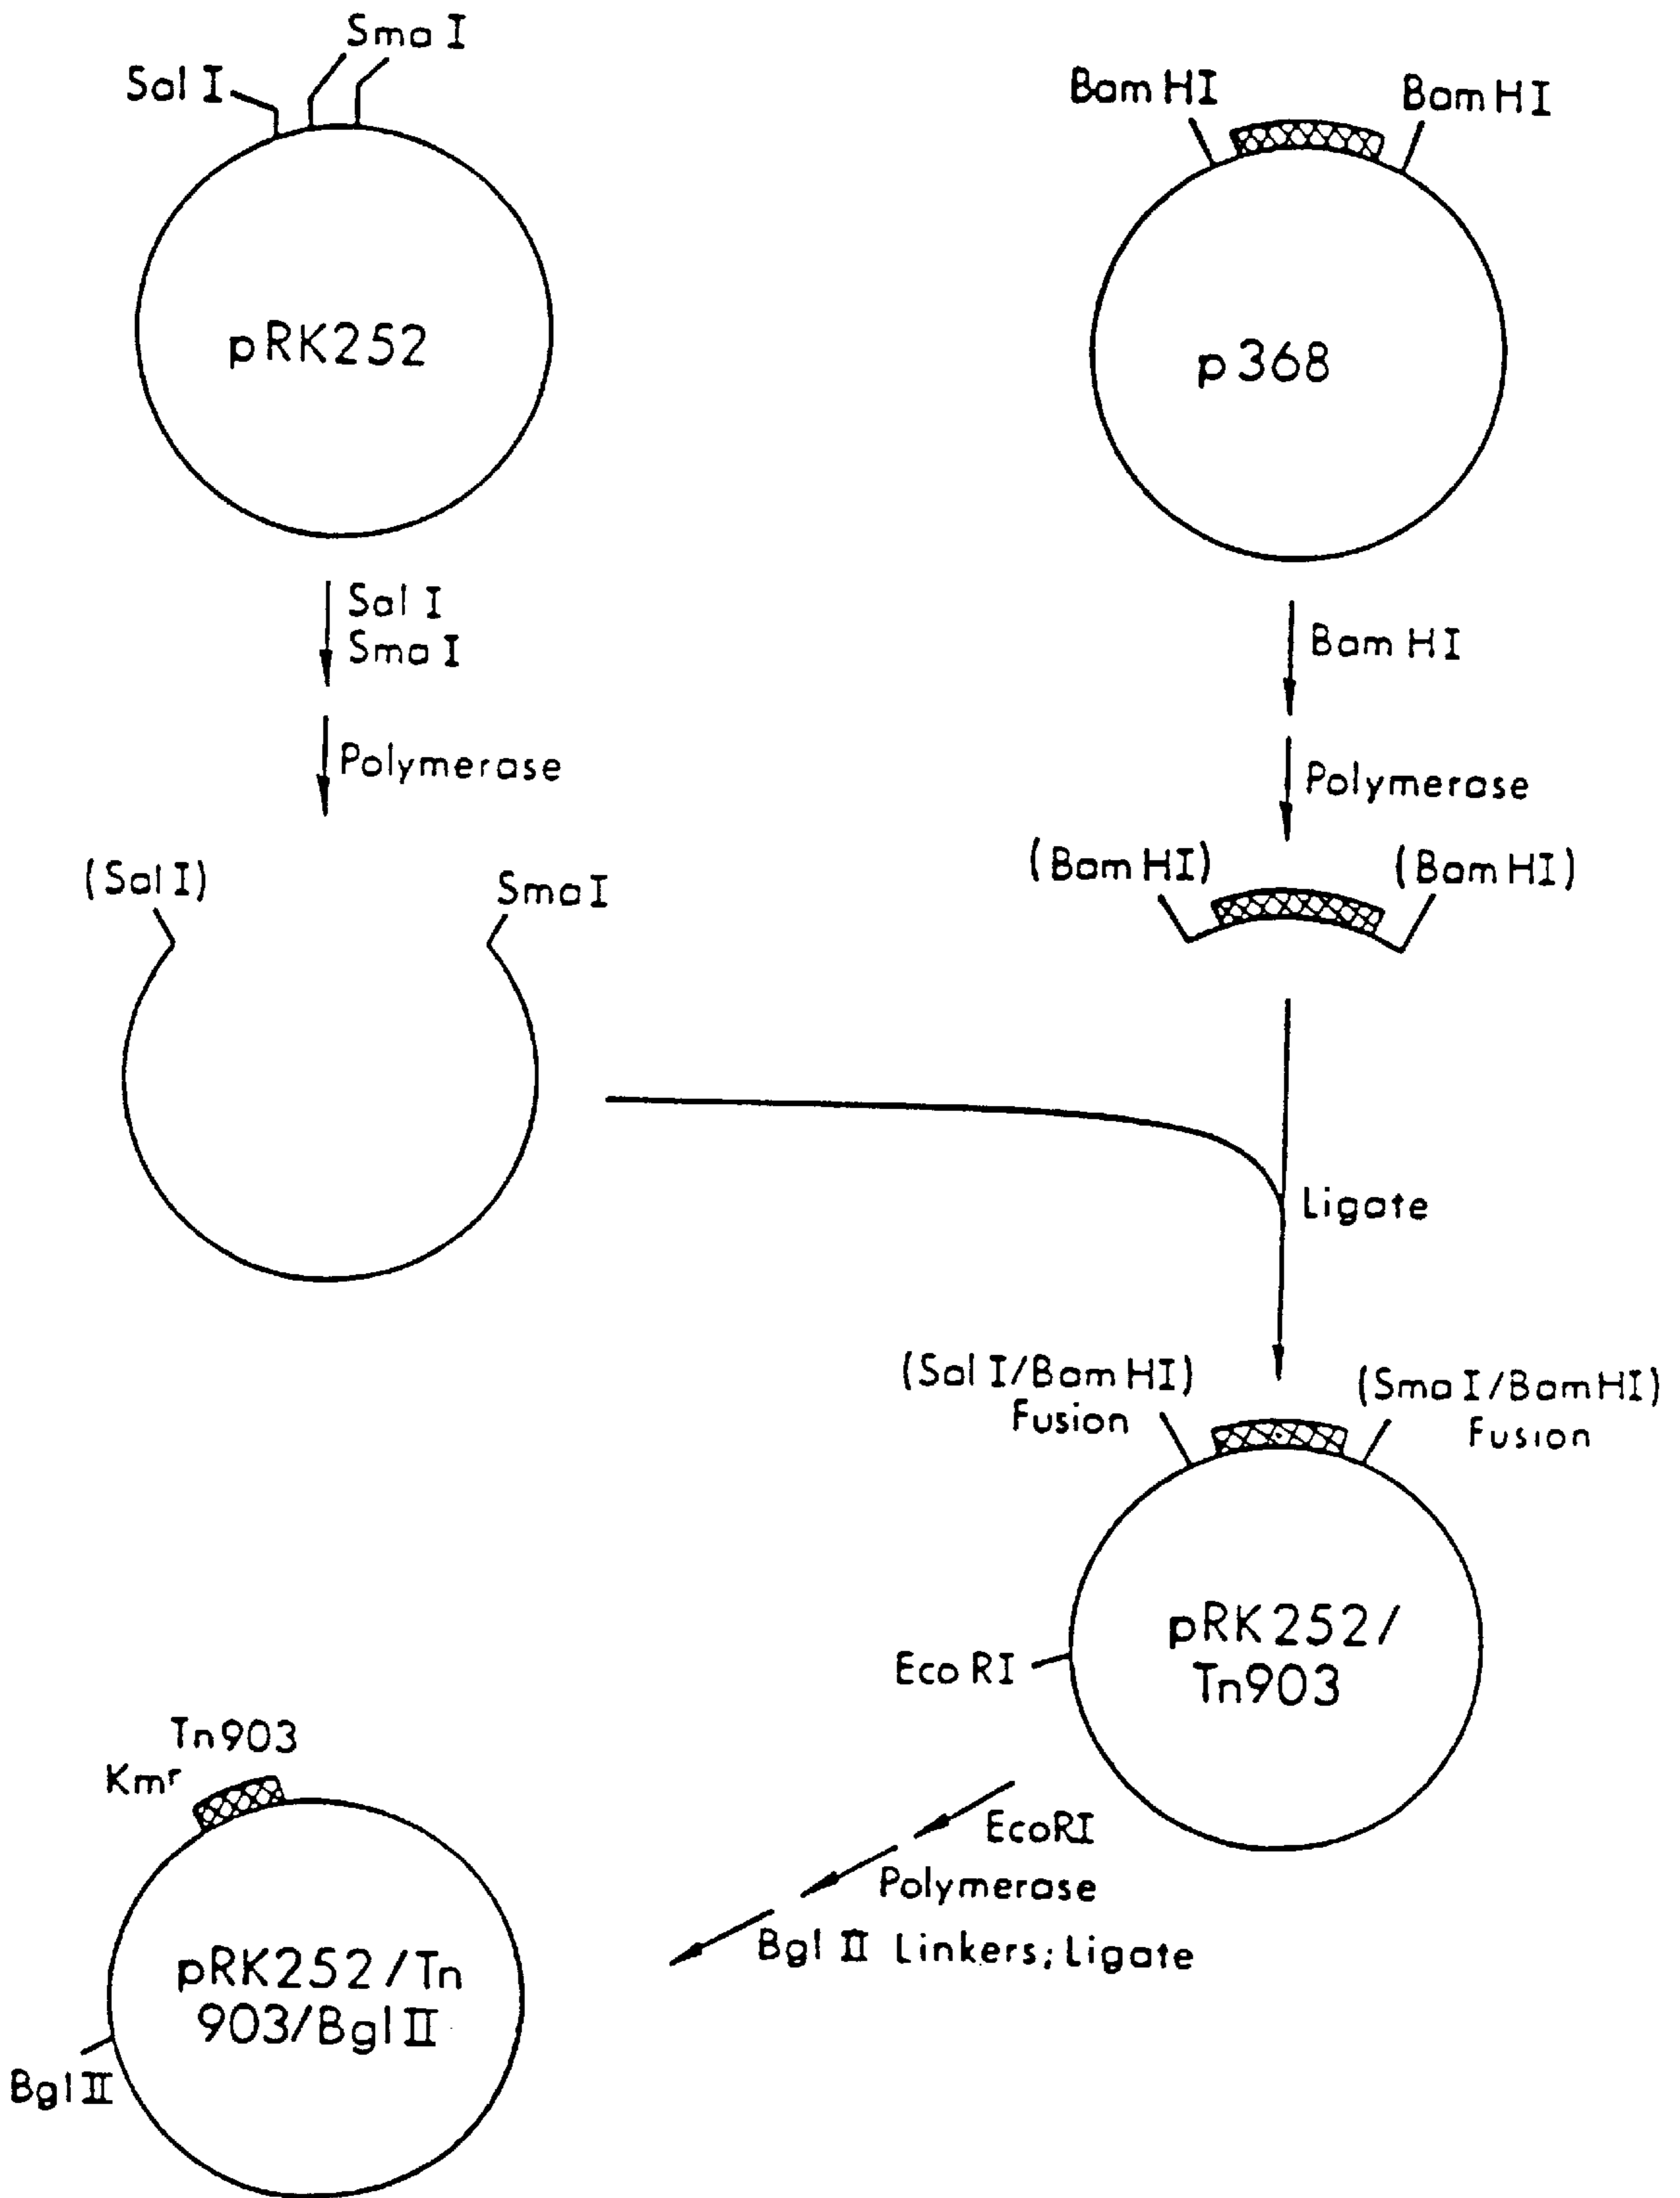 Sma I
Sal I
pRK252
Bam HI
Bam HI
p368
Sal I
Sma I
Polymerase
Bam HI
Polymerase
(Sal I)
Sma I
(Bam HI)
(Bam HI)
Ligate
(Sal I/Bam HI)
Fusion
(Sma I/Bam HI)
Fusion
Eco RI
pRK252/
Tn903
EcoRI
Polymerase
Bgl II Linkers; Ligate
Tn903
Kmr
pRK252/Tn
903/Bgl II
Bgl II